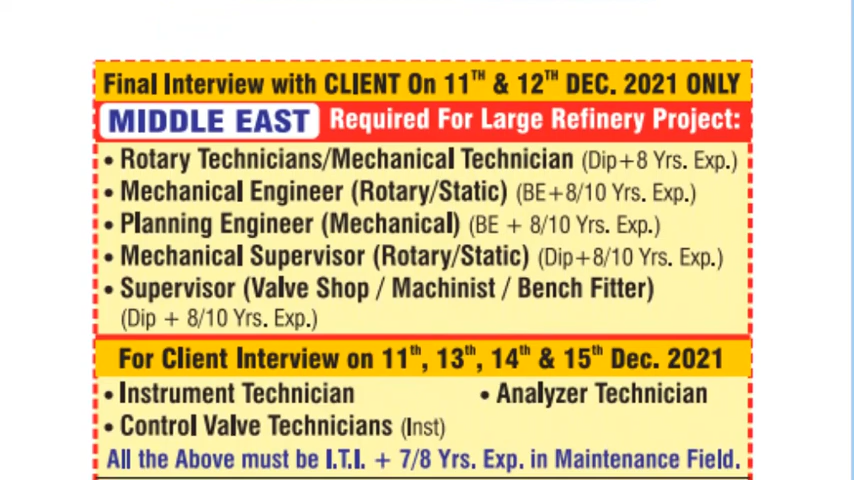 Final Interview with CLIENT On 11TH & 12TH DEC. 2021 ONLY
MIDDLE EAST Required For Large Refinery Project:
• Rotary Technicians/Mechanical Technician (Dip+8 Yrs. Exp.)
• Mechanical Engineer (Rotary/Static) (BE+8/10 Yrs. Exp.)
• Planning Engineer (Mechanical) (BE + 8/10 Yrs. Exp.)
• Mechanical Supervisor (Rotary/Static) (Dip+8/10 Yrs. Exp.)
• Supervisor (Valve Shop / Machinist / Bench Fitter)
(Dip + 8/10 Yrs. Exp.)
For Client Interview on 11th, 13th, 14th & 15th Dec. 2021
• Instrument Technician • Analyzer Technician
• Control Valve Technicians (Inst)
All the Above must be I.T.I. + 7/8 Yrs. Exp. in Maintenance Field.